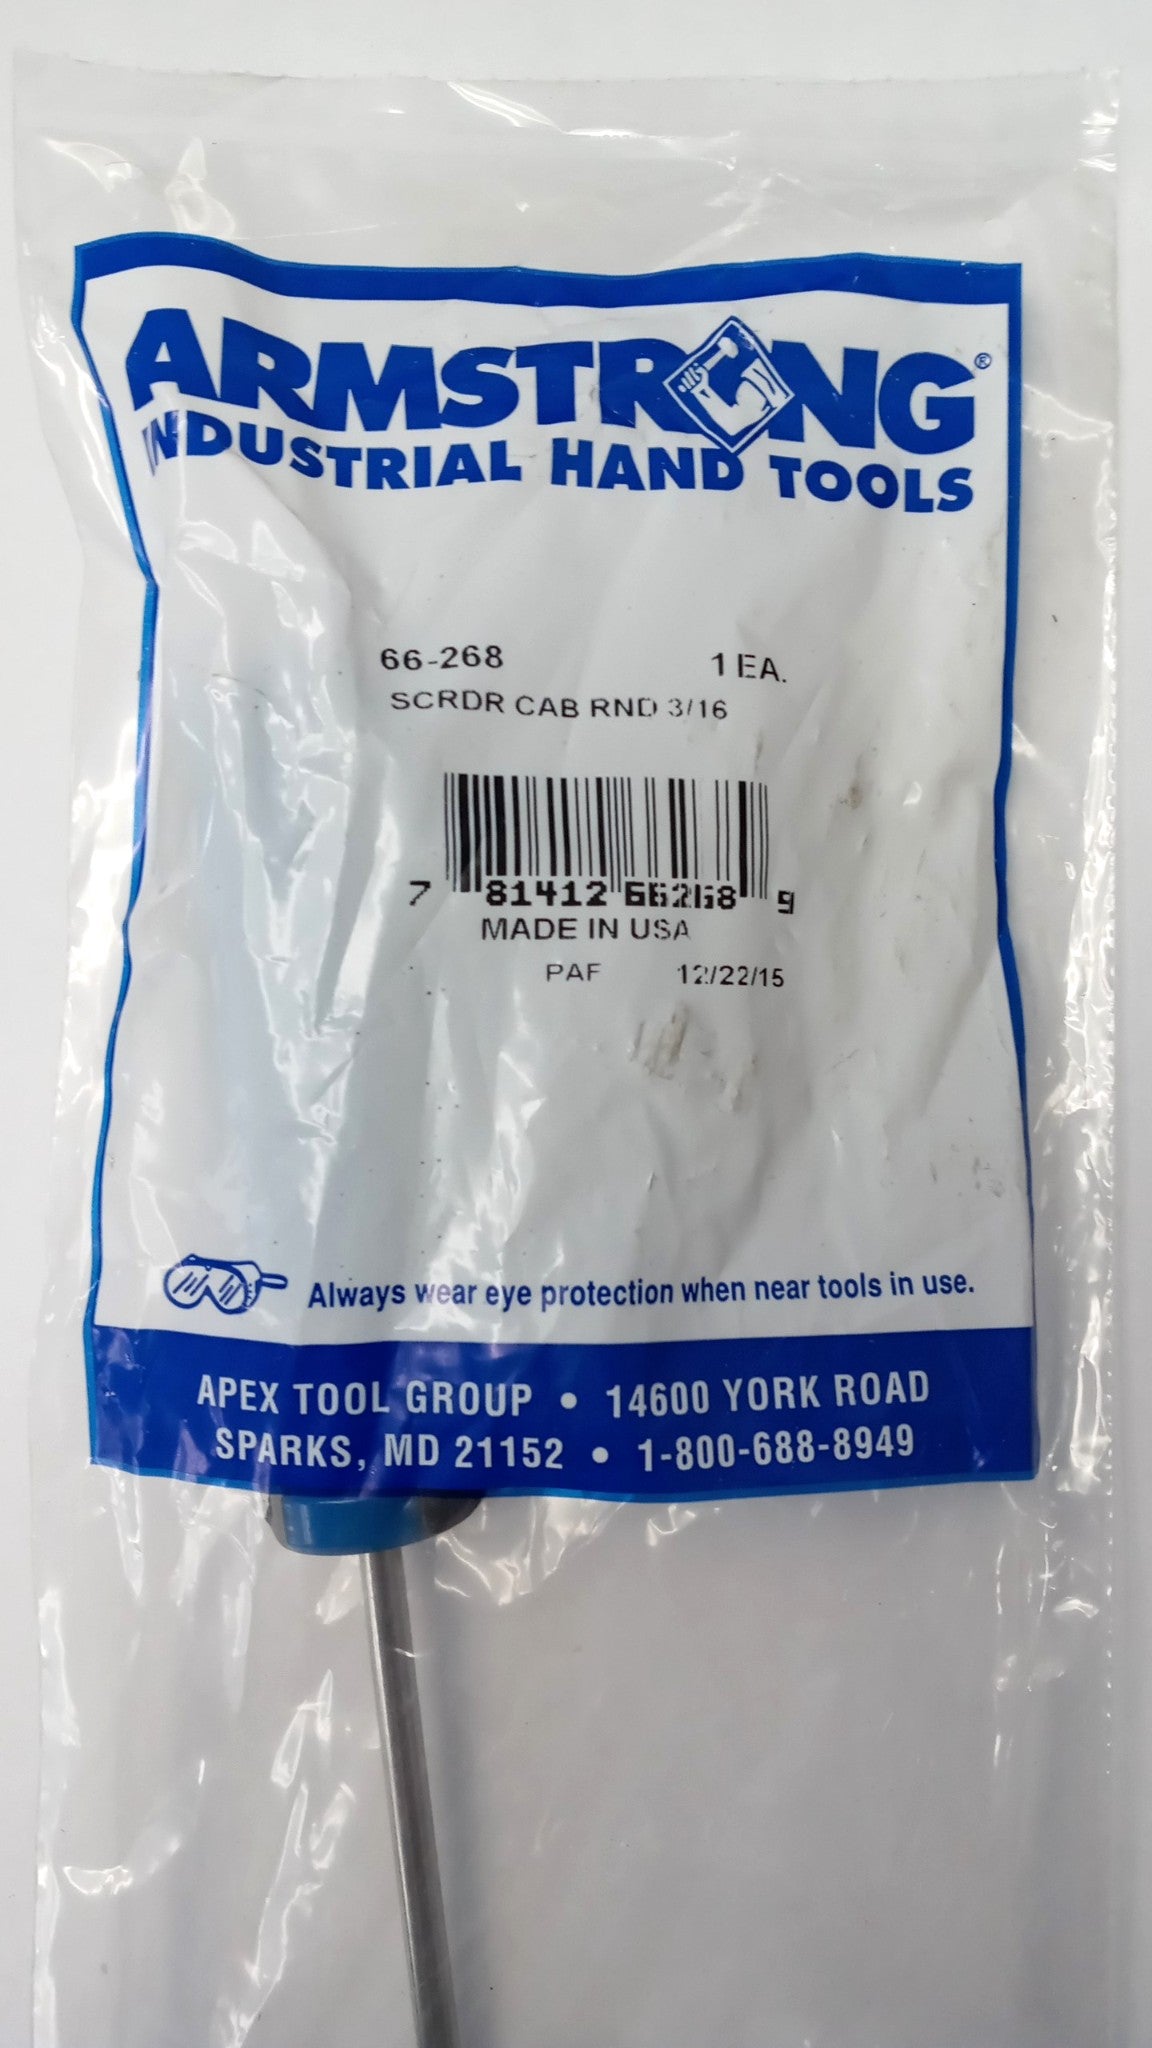 ARMSTRONG®
INDUSTRIAL HAND TOOLS
66-268 1 EA.
SCRDR CAB RND 3/16
7 81412 66268 9
MADE IN USA
PAF 12/22/15
Always wear eye protection when near tools in use.
APEX TOOL GROUP • 14600 YORK ROAD
SPARKS, MD 21152 • 1-800-688-8949